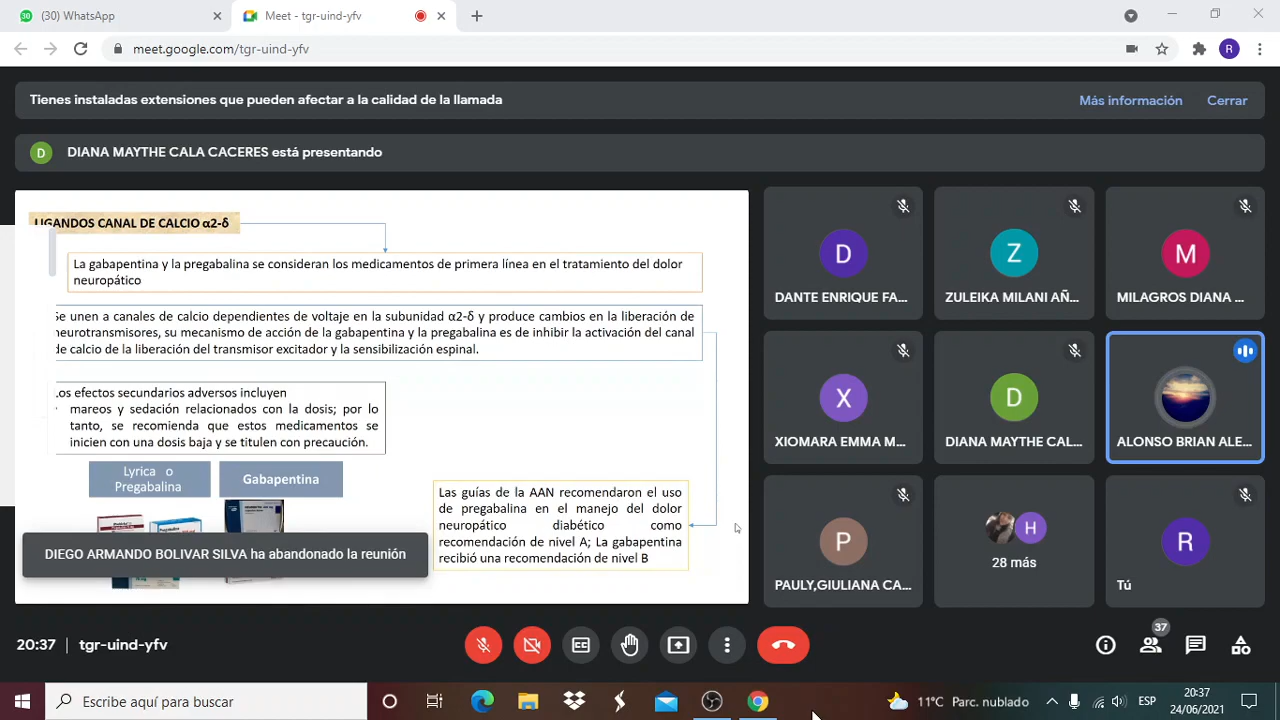 (30) WhatsApp
Meet - tgr-uind-yfv
meet.google.com/tgr-uind-yfv
R
Tienes instaladas extensiones que pueden afectar a la calidad de la llamada
Más información
Cerrar
D
DIANA MAYTHE CALA CACERES está presentando
LIGANDOS CANAL DE CALCIO α2-δ
La gabapentina y la pregabalina se consideran los medicamentos de primera línea en el tratamiento del dolor
neuropático
Se unen a canales de calcio dependientes de voltaje en la subunidad α2-δ y produce cambios en la liberación de
neurotransmisores, su mecanismo de acción de la gabapentina y la pregabalina es de inhibir la activación del canal
de calcio de la liberación del transmisor excitador y la sensibilización espinal.
Los efectos secundarios adversos incluyen
mareos y sedación relacionados con la dosis; por lo
tanto, se recomienda que estos medicamentos se
inicien con una dosis baja y se titulen con precaución.
Lyrica o
Pregabalina
Gabapentina
Las guías de la AAN recomendaron el uso
de pregabalina en el manejo del dolor
neuropático diabético como
recomendación de nivel A; La gabapentina
recibió una recomendación de nivel B
DIEGO ARMANDO BOLIVAR SILVA ha abandonado la reunión
D
DANTE ENRIQUE FA...
Z
ZULEIKA MILANI AÑ...
M
MILAGROS DIANA ...
X
XIOMARA EMMA M...
D
DIANA MAYTHE CAL...
ALONSO BRIAN ALE...
P
PAULY,GIULIANA CA...
H
28 más
R
Tú
20:37 | tgr-uind-yfv
37
Escribe aquí para buscar
11°C Parc. nublado
ESP
20:37
24/06/2021